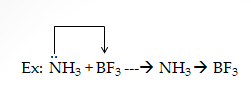 Ex: N̈H₃ + BF₃ ---→ NH₃ → BF₃